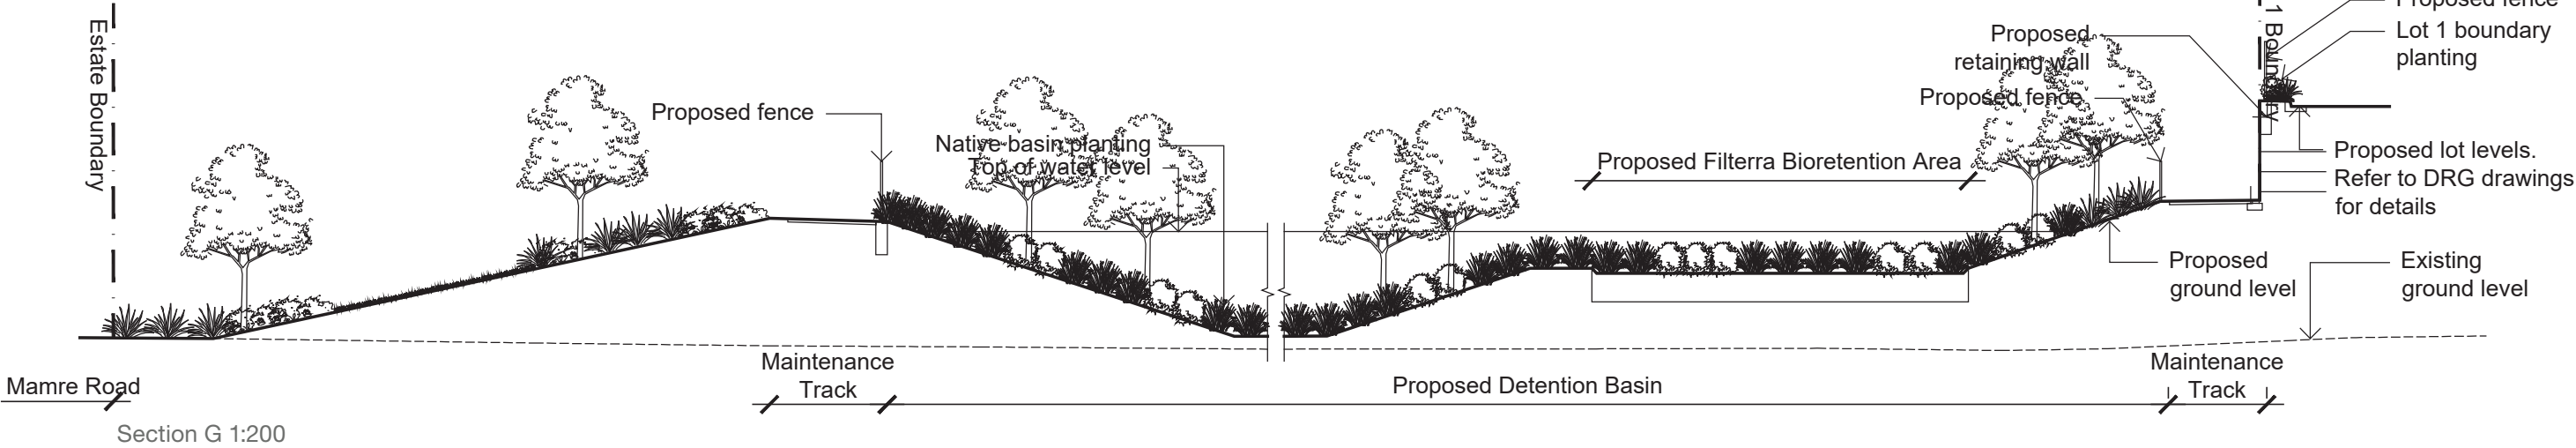 Estate Boundary
Proposed fence
Native basin planting
Top of water level
Proposed Filterra Bioretention Area
Proposed
retaining wall
Proposed fence
1 Boundary
Proposed fence
Lot 1 boundary
planting
Proposed lot levels.
Refer to DRG drawings
for details
Proposed
ground level
Existing
ground level
Mamre Road
Maintenance
Track
Proposed Detention Basin
Maintenance
Track
Section G 1:200